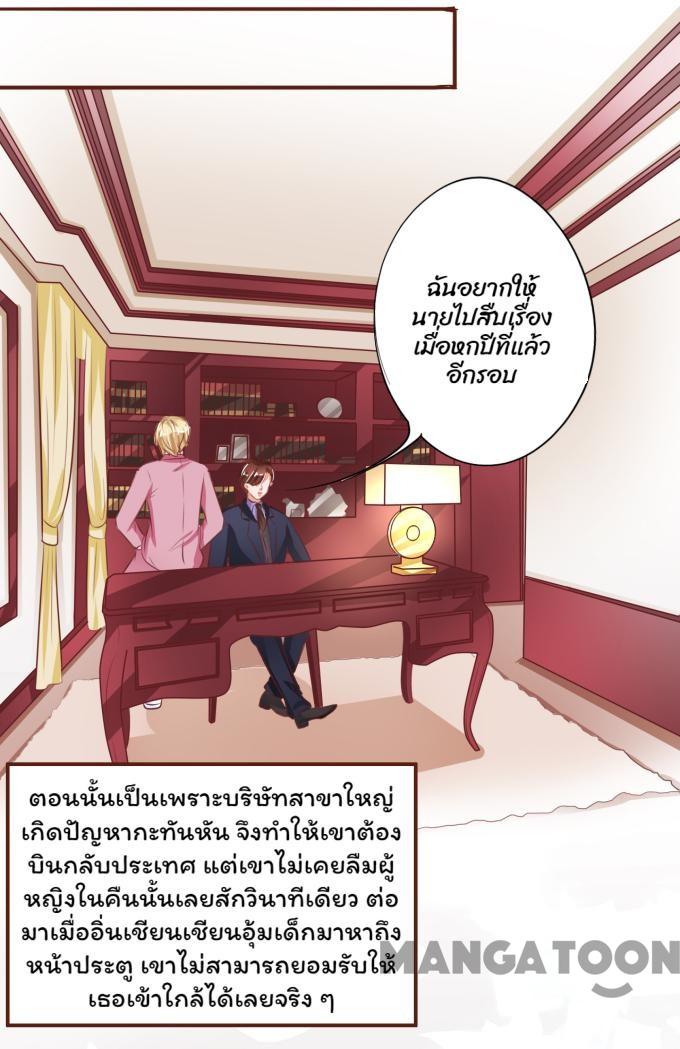 ฉันอยากให้
นายไปสืบเรื่อง
เมื่อหกปีที่แล้ว
อีกรอบ
ตอนนั้นเป็นเพราะบริษัทสาขาใหญ่
เกิดปัญหากะทันหัน จึงทำให้เขาต้อง
บินกลับประเทศ แต่เขาไม่เคยลืมผู้
หญิงในคืนนั้นเลยสักวินาทีเดียว ต่อ
มาเมื่ออิ่นเชียนเชียนอุ้มเด็กมาหาถึง
หน้าประตู เขาไม่สามารถยอมรับให้
เธอเข้าใกล้ได้เลยจริง ๆ
MANGATOON